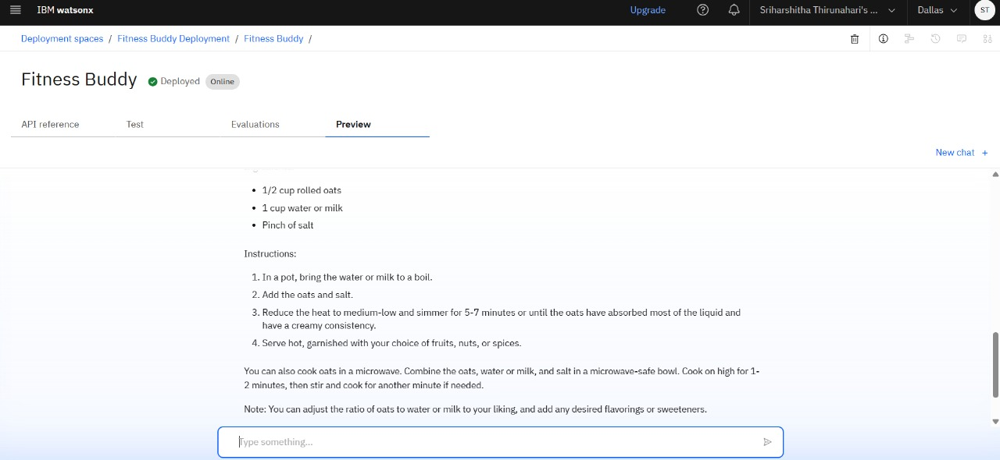 IBM watsonx
Upgrade
Sriharshitha Thirunahari's ...
Dallas
ST
Deployment spaces / Fitness Buddy Deployment / Fitness Buddy /
Fitness Buddy
Deployed
Online
API reference
Test
Evaluations
Preview
New chat +
• 1/2 cup rolled oats
• 1 cup water or milk
• Pinch of salt
Instructions:
1. In a pot, bring the water or milk to a boil.
2. Add the oats and salt.
3. Reduce the heat to medium-low and simmer for 5-7 minutes or until the oats have absorbed most of the liquid and
have a creamy consistency.
4. Serve hot, garnished with your choice of fruits, nuts, or spices.
You can also cook oats in a microwave. Combine the oats, water or milk, and salt in a microwave-safe bowl. Cook on high for 1-
2 minutes, then stir and cook for another minute if needed.
Note: You can adjust the ratio of oats to water or milk to your liking, and add any desired flavorings or sweeteners.
Type something...